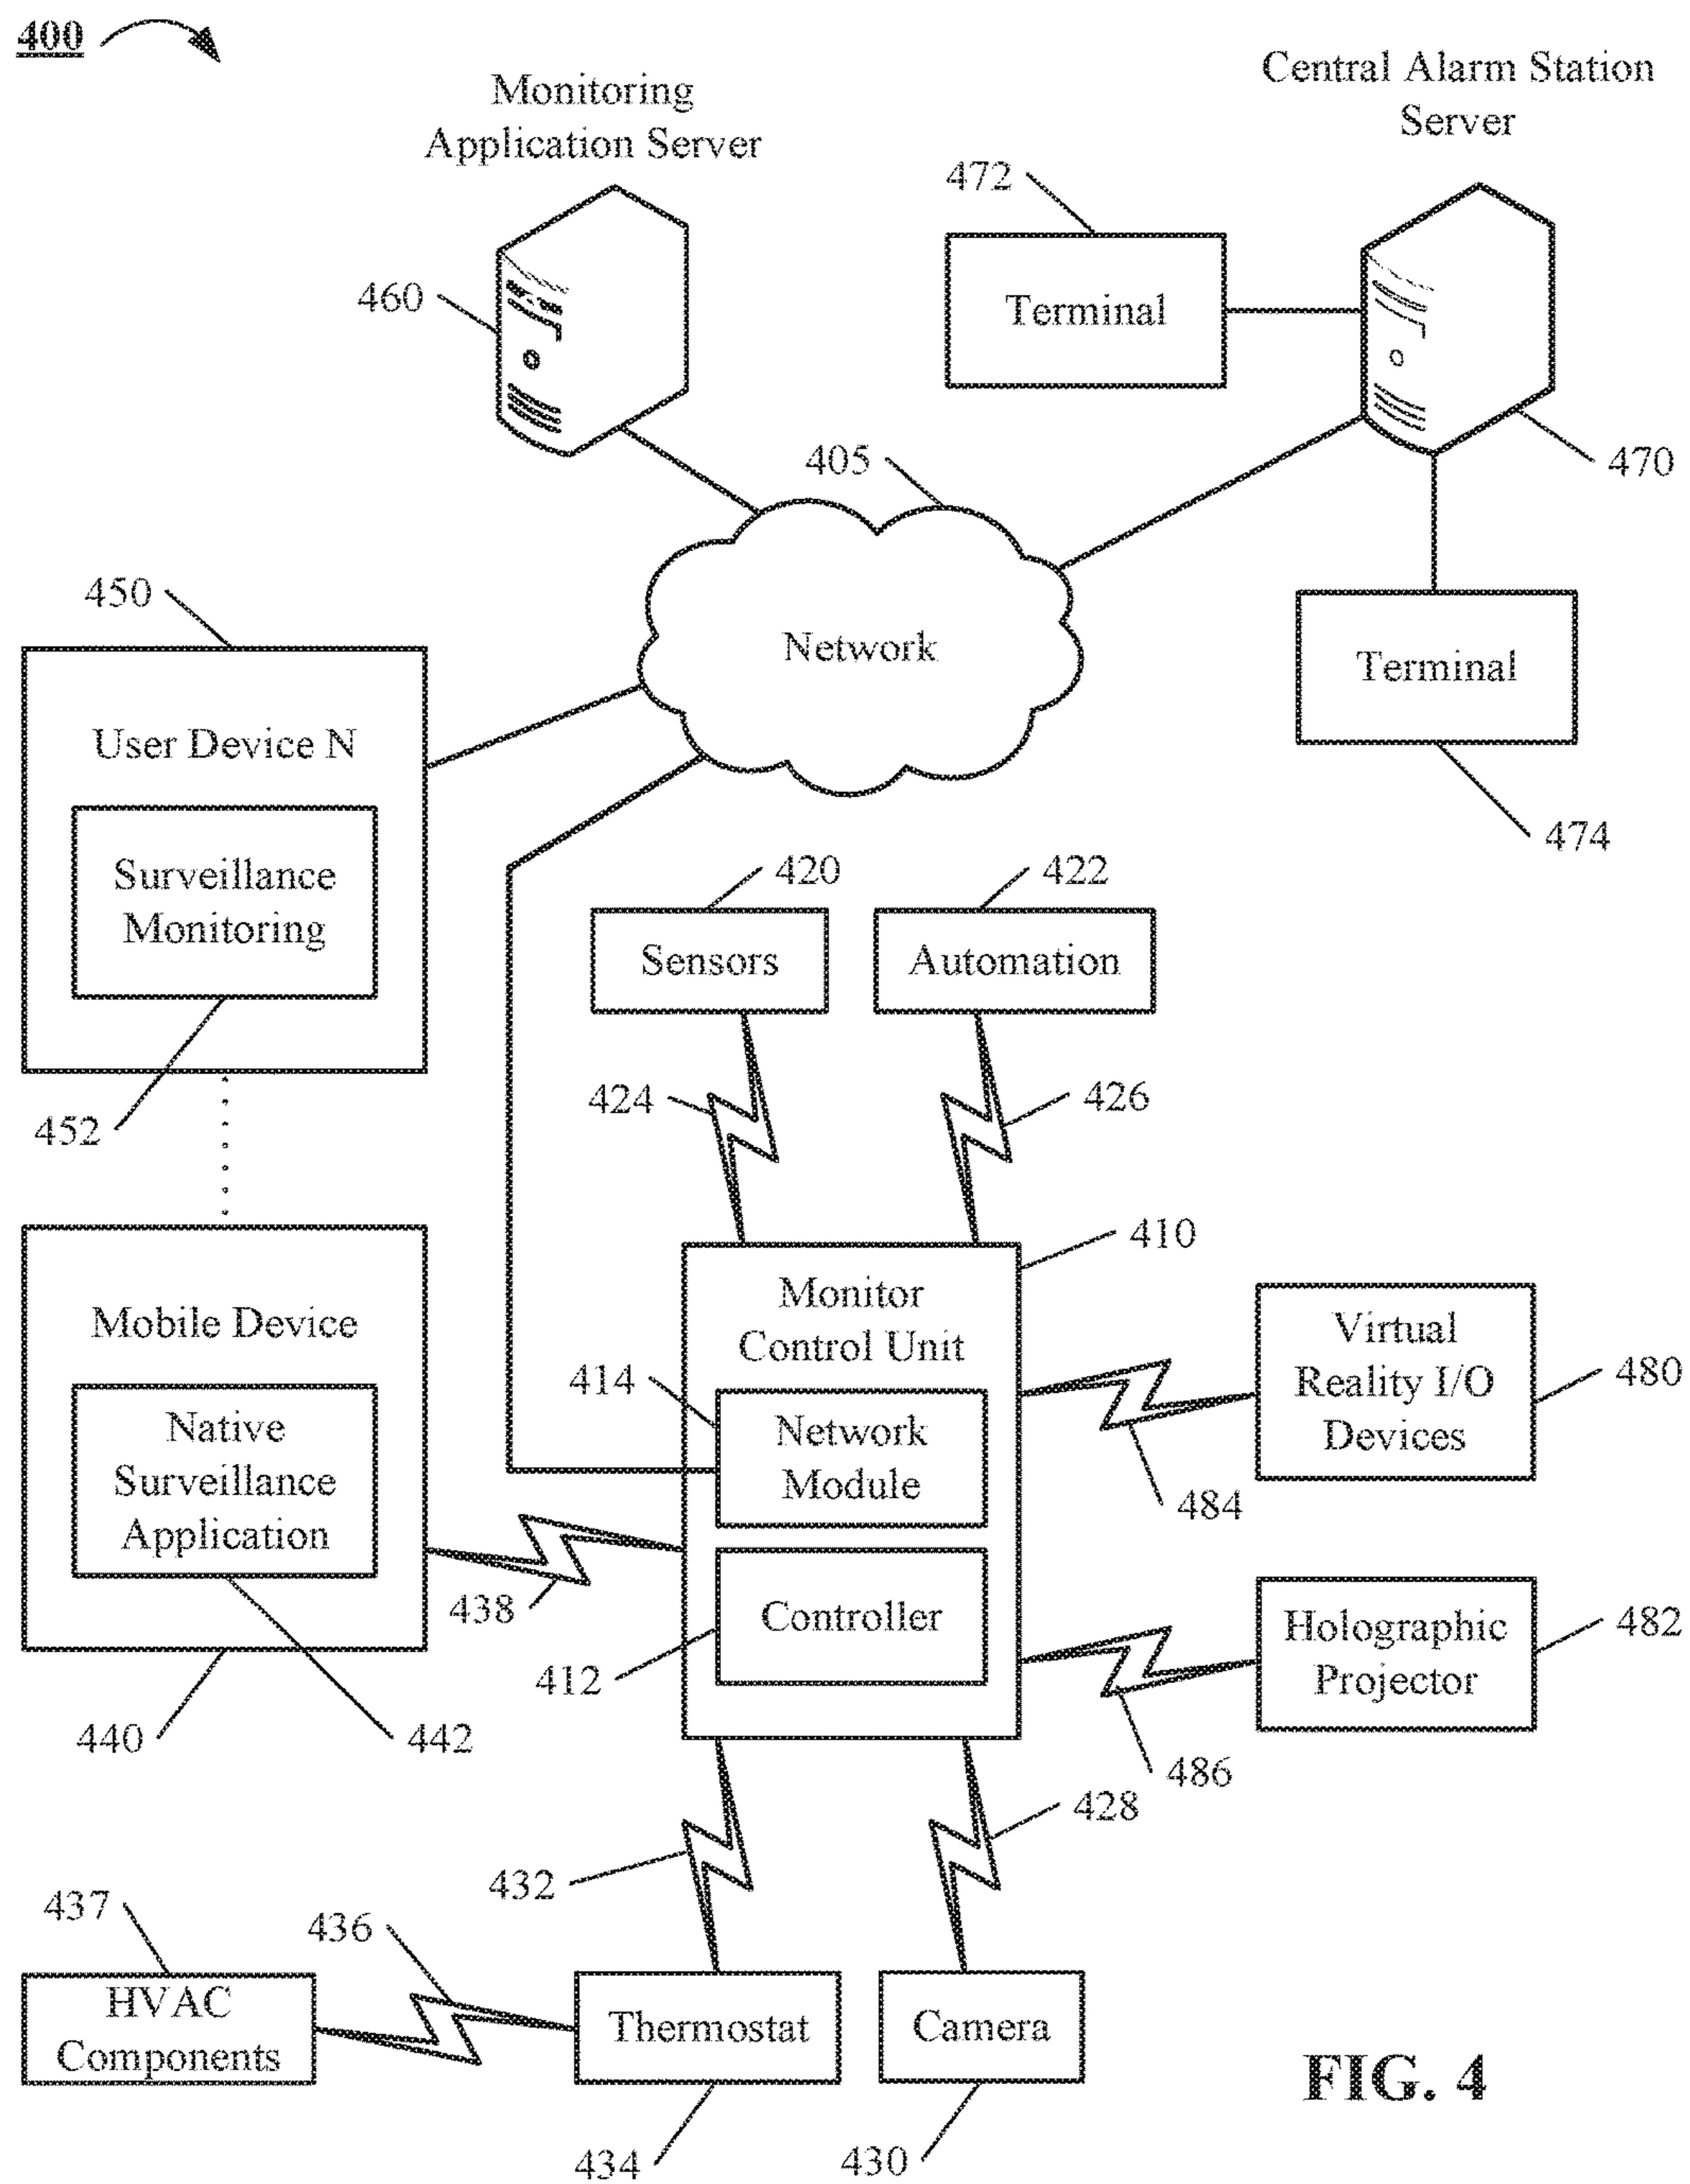 400
Monitoring
Application Server
Central Alarm Station
Server
472
Terminal
460
470
405
Network
450
User Device N
Surveillance
Monitoring
452
Terminal
474
420
422
Sensors
Automation
424
426
410
Monitor
Control Unit
414
Network
Module
Controller
412
Mobile Device
Native
Surveillance
Application
438
440
442
Virtual
Reality I/O
Devices
480
484
Holographic
Projector
482
486
428
432
437
436
HVAC
Components
Thermostat
Camera
434
430
FIG. 4